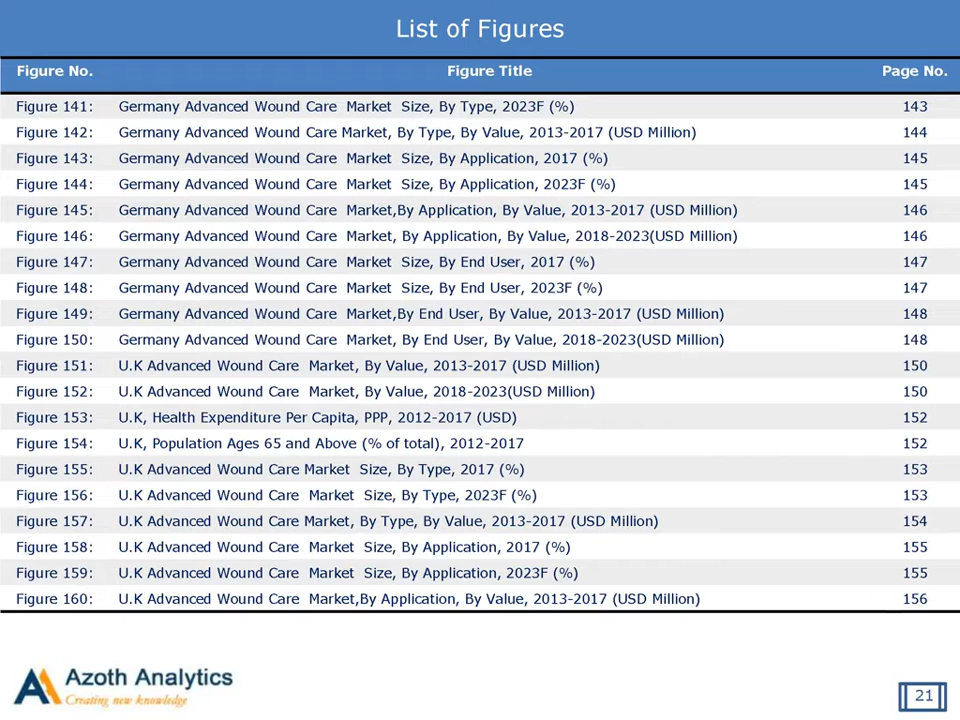 List of Figures
Figure No. Figure Title Page No.
Figure 141: Germany Advanced Wound Care Market Size, By Type, 2023F (%) 143
Figure 142: Germany Advanced Wound Care Market, By Type, By Value, 2013-2017 (USD Million) 144
Figure 143: Germany Advanced Wound Care Market Size, By Application, 2017 (%) 145
Figure 144: Germany Advanced Wound Care Market Size, By Application, 2023F (%) 145
Figure 145: Germany Advanced Wound Care Market,By Application, By Value, 2013-2017 (USD Million) 146
Figure 146: Germany Advanced Wound Care Market, By Application, By Value, 2018-2023(USD Million) 146
Figure 147: Germany Advanced Wound Care Market Size, By End User, 2017 (%) 147
Figure 148: Germany Advanced Wound Care Market Size, By End User, 2023F (%) 147
Figure 149: Germany Advanced Wound Care Market,By End User, By Value, 2013-2017 (USD Million) 148
Figure 150: Germany Advanced Wound Care Market, By End User, By Value, 2018-2023(USD Million) 148
Figure 151: U.K Advanced Wound Care Market, By Value, 2013-2017 (USD Million) 150
Figure 152: U.K Advanced Wound Care Market, By Value, 2018-2023(USD Million) 150
Figure 153: U.K, Health Expenditure Per Capita, PPP, 2012-2017 (USD) 152
Figure 154: U.K, Population Ages 65 and Above (% of total), 2012-2017 152
Figure 155: U.K Advanced Wound Care Market Size, By Type, 2017 (%) 153
Figure 156: U.K Advanced Wound Care Market Size, By Type, 2023F (%) 153
Figure 157: U.K Advanced Wound Care Market, By Type, By Value, 2013-2017 (USD Million) 154
Figure 158: U.K Advanced Wound Care Market Size, By Application, 2017 (%) 155
Figure 159: U.K Advanced Wound Care Market Size, By Application, 2023F (%) 155
Figure 160: U.K Advanced Wound Care Market,By Application, By Value, 2013-2017 (USD Million) 156
Azoth Analytics
Creating new knowledge
21